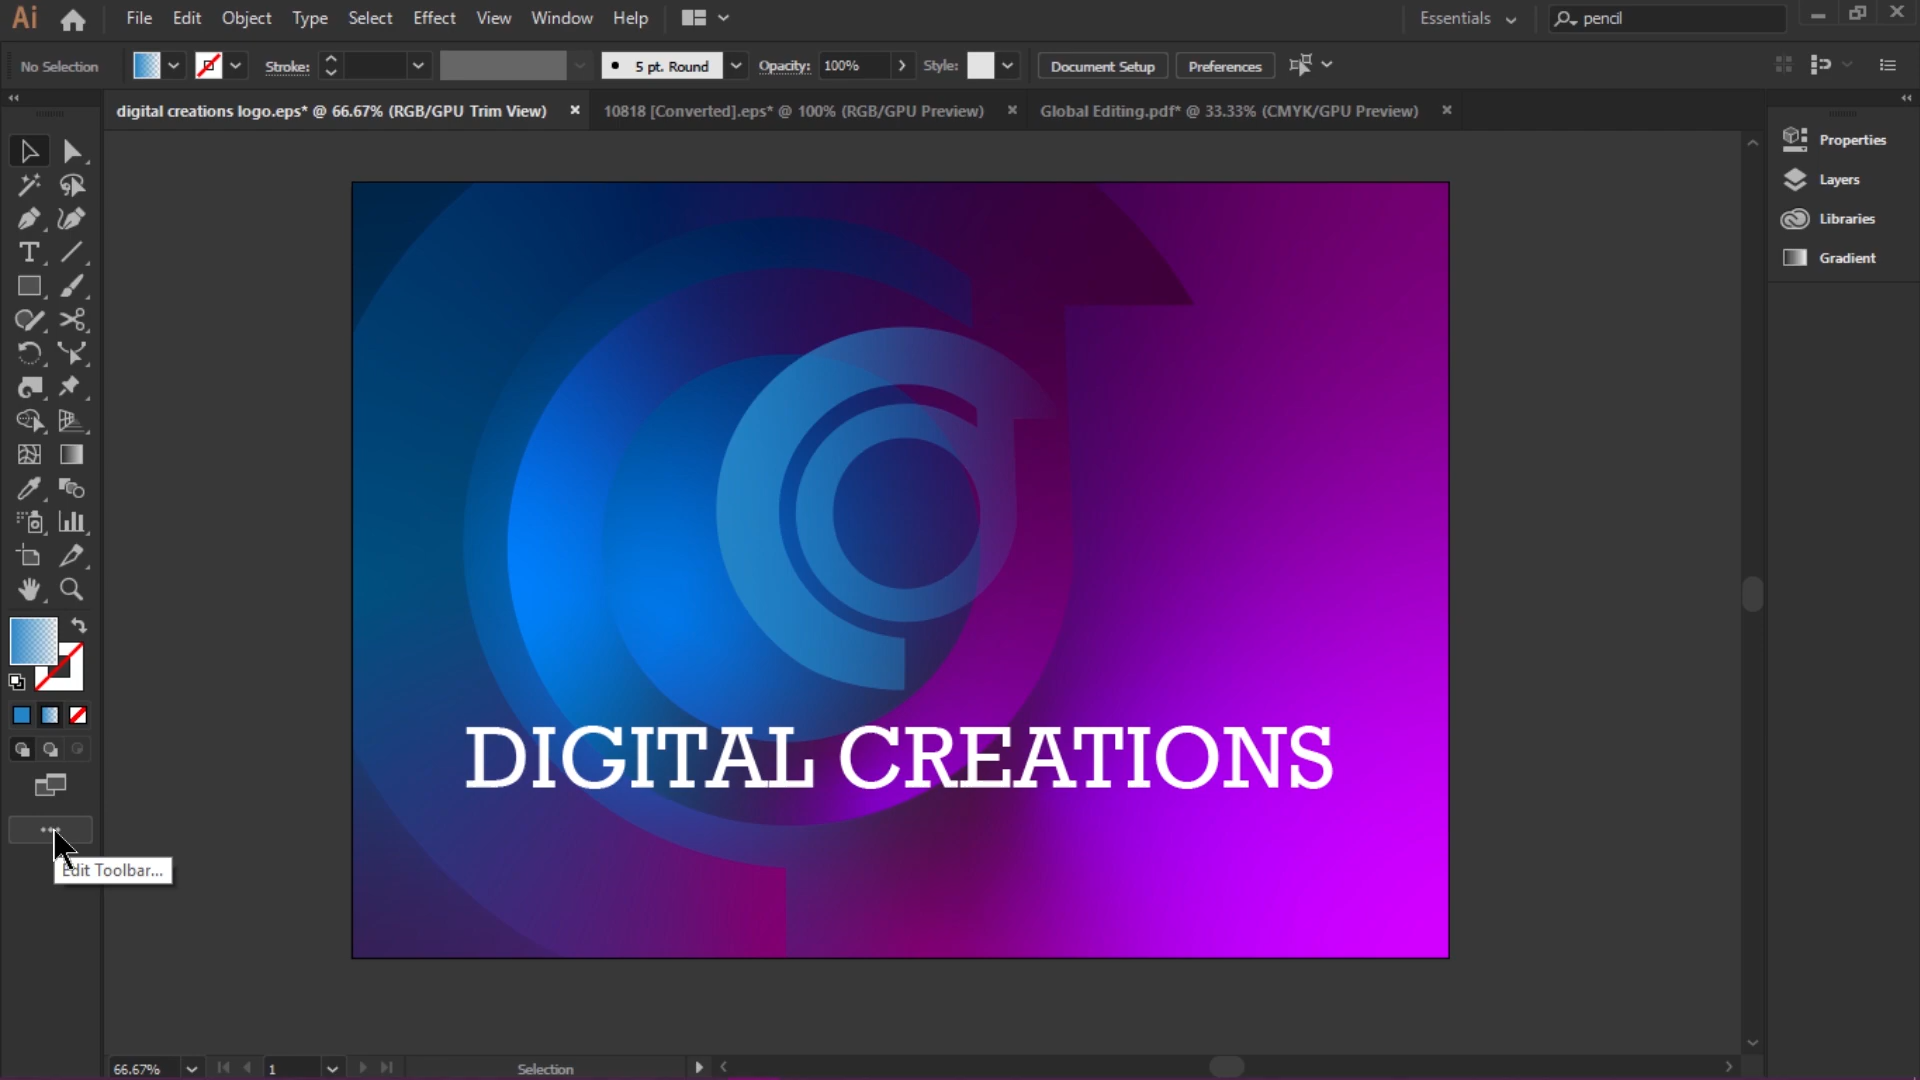 Ai File Edit Object Type Select Effect View Window Help Essentials pencil
No Selection Stroke: 5 pt. Round Opacity: 100% Style: Document Setup Preferences
digital creations logo.eps* @ 66.67% (RGB/GPU Trim View) 10818 [Converted].eps* @ 100% (RGB/GPU Preview) Global Editing.pdf* @ 33.33% (CMYK/GPU Preview)
Properties
Layers
Libraries
Gradient
DIGITAL CREATIONS
Edit Toolbar...
66.67% 1 Selection